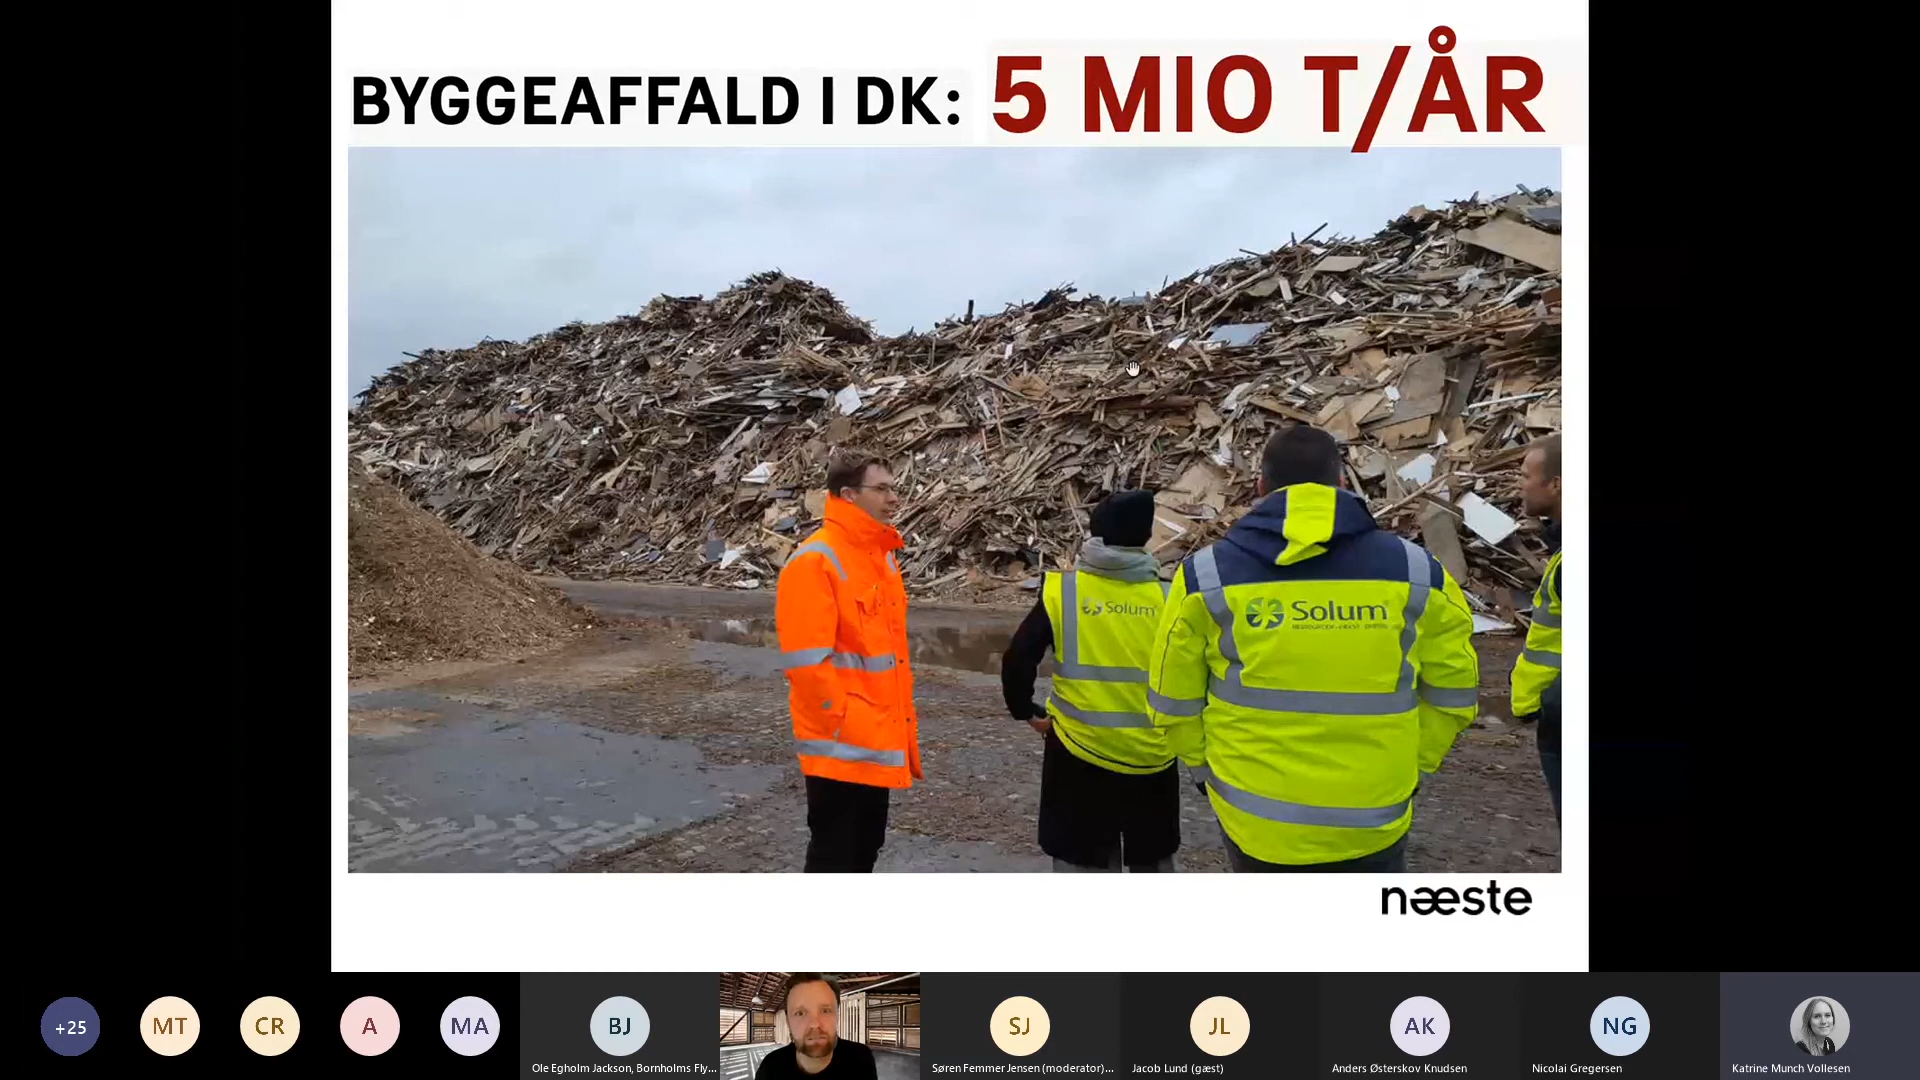 BYGGEAFFALD I DK: 5 MIO T/ÅR
Solum
Solum
næste
+25
MT
CR
A
MA
BJ
SJ
JL
AK
NG
Ole Egholm Jackson, Bornholms Fly...
Søren Femmer Jensen (moderator)...
Jacob Lund (gæst)
Anders Østerskov Knudsen
Nicolai Gregersen
Katrine Munch Vollesen